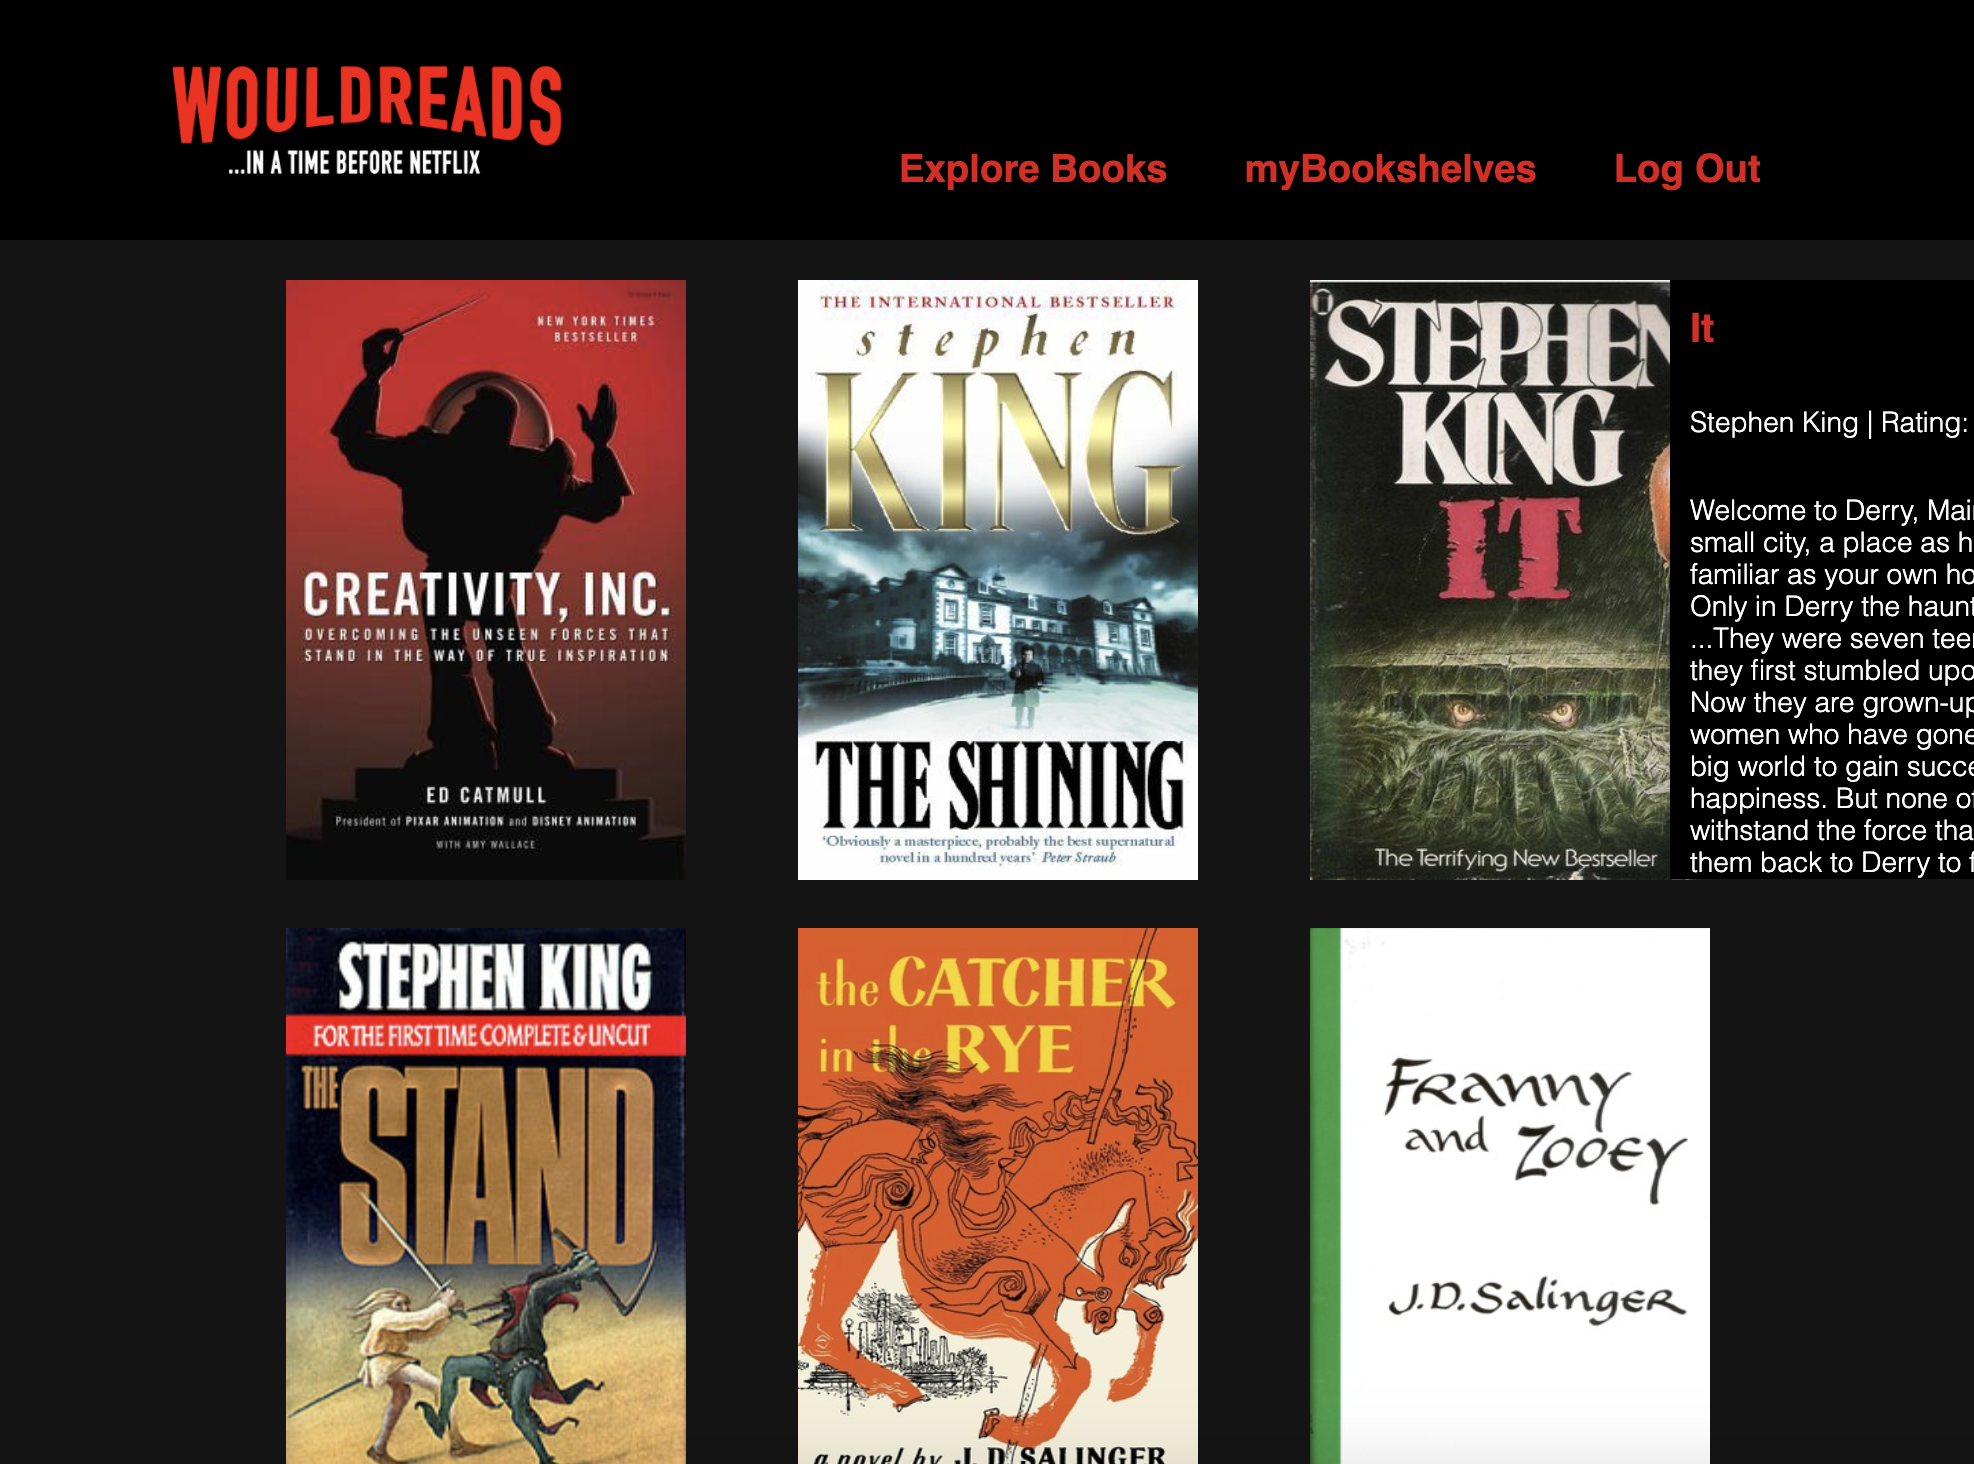 WOULDREADS
...IN A TIME BEFORE NETFLIX
Explore Books
myBookshelves
Log Out
NEW YORK TIMES
BESTSELLER
CREATIVITY, INC.
OVERCOMING THE UNSEEN FORCES THAT
STAND IN THE WAY OF TRUE INSPIRATION
ED CATMULL
President of PIXAR ANIMATION and DISNEY ANIMATION
WITH AMY WALLACE
THE INTERNATIONAL BESTSELLER
stephen
KING
THE SHINING
'Obviously a masterpiece, probably the best supernatural
novel in a hundred years' Peter Straub
STEPHEN
KING
IT
The Terrifying New Bestseller
It
Stephen King | Rating:
Welcome to Derry, Mai
small city, a place as h
familiar as your own ho
Only in Derry the haunt
...They were seven teen
they first stumbled upo
Now they are grown-up
women who have gone
big world to gain succe
happiness. But none of
withstand the force tha
them back to Derry to f
STEPHEN KING
FOR THE FIRST TIME COMPLETE & UNCUT
THE
STAND
the CATCHER
in the RYE
a novel by J. D. SALINGER
Franny
and Zooey
J.D. Salinger